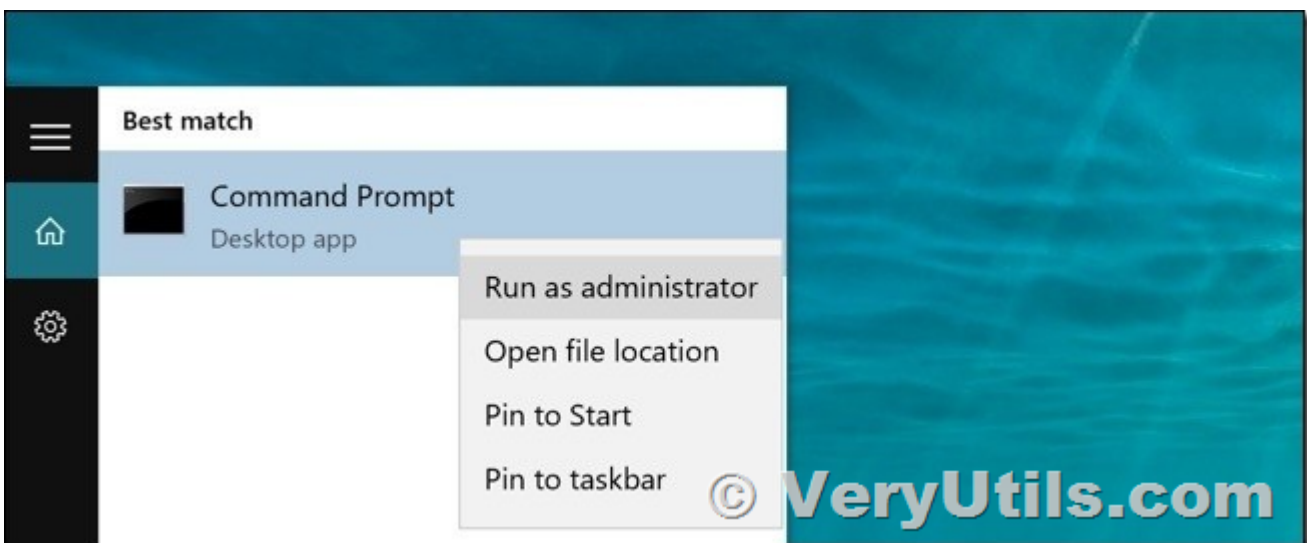 Best match
Command Prompt
Desktop app
Run as administrator
Open file location
Pin to Start
Pin to taskbar
© VeryUtils.com